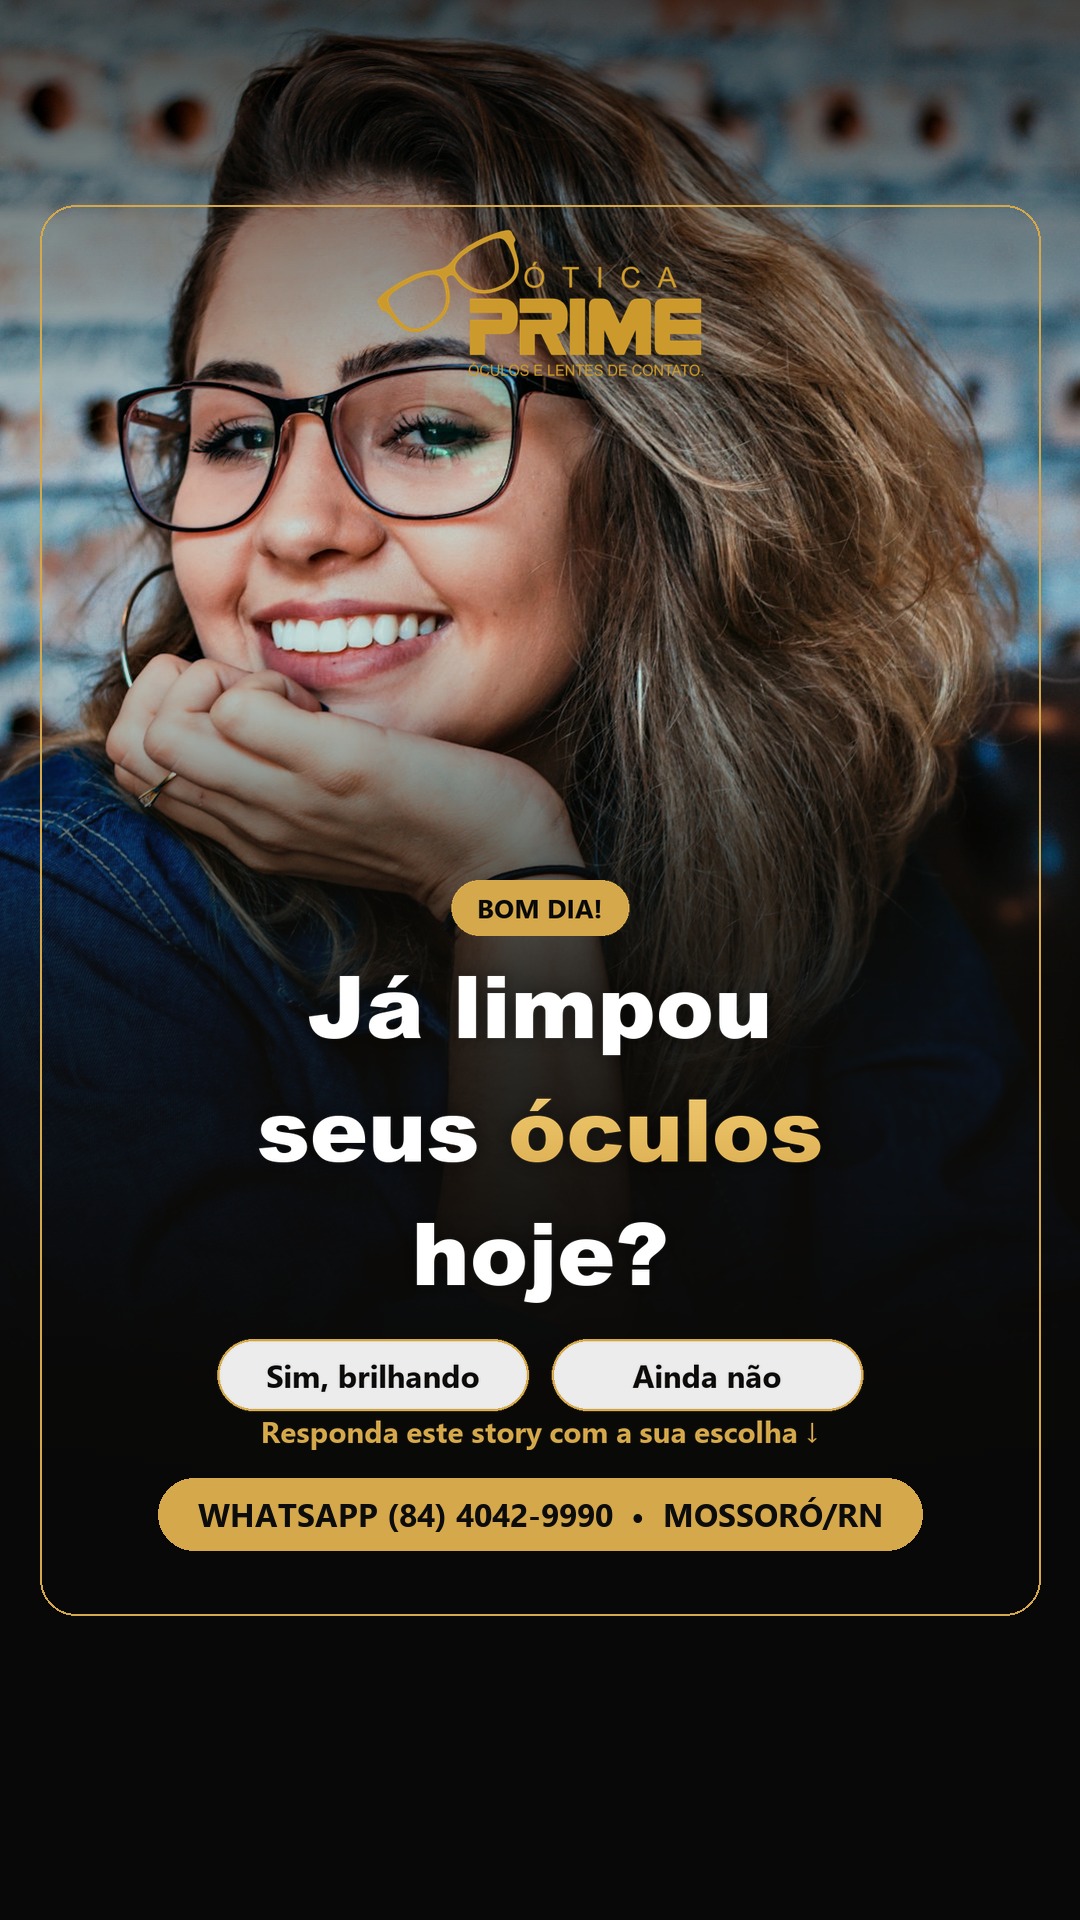 ÓTICA
PRIME
ÓCULOS E LENTES DE CONTATO.
BOM DIA!
Já limpou
seus óculos
hoje?
Sim, brilhando
Ainda não
Responda este story com a sua escolha ↓
WHATSAPP (84) 4042-9990 • MOSSORÓ/RN